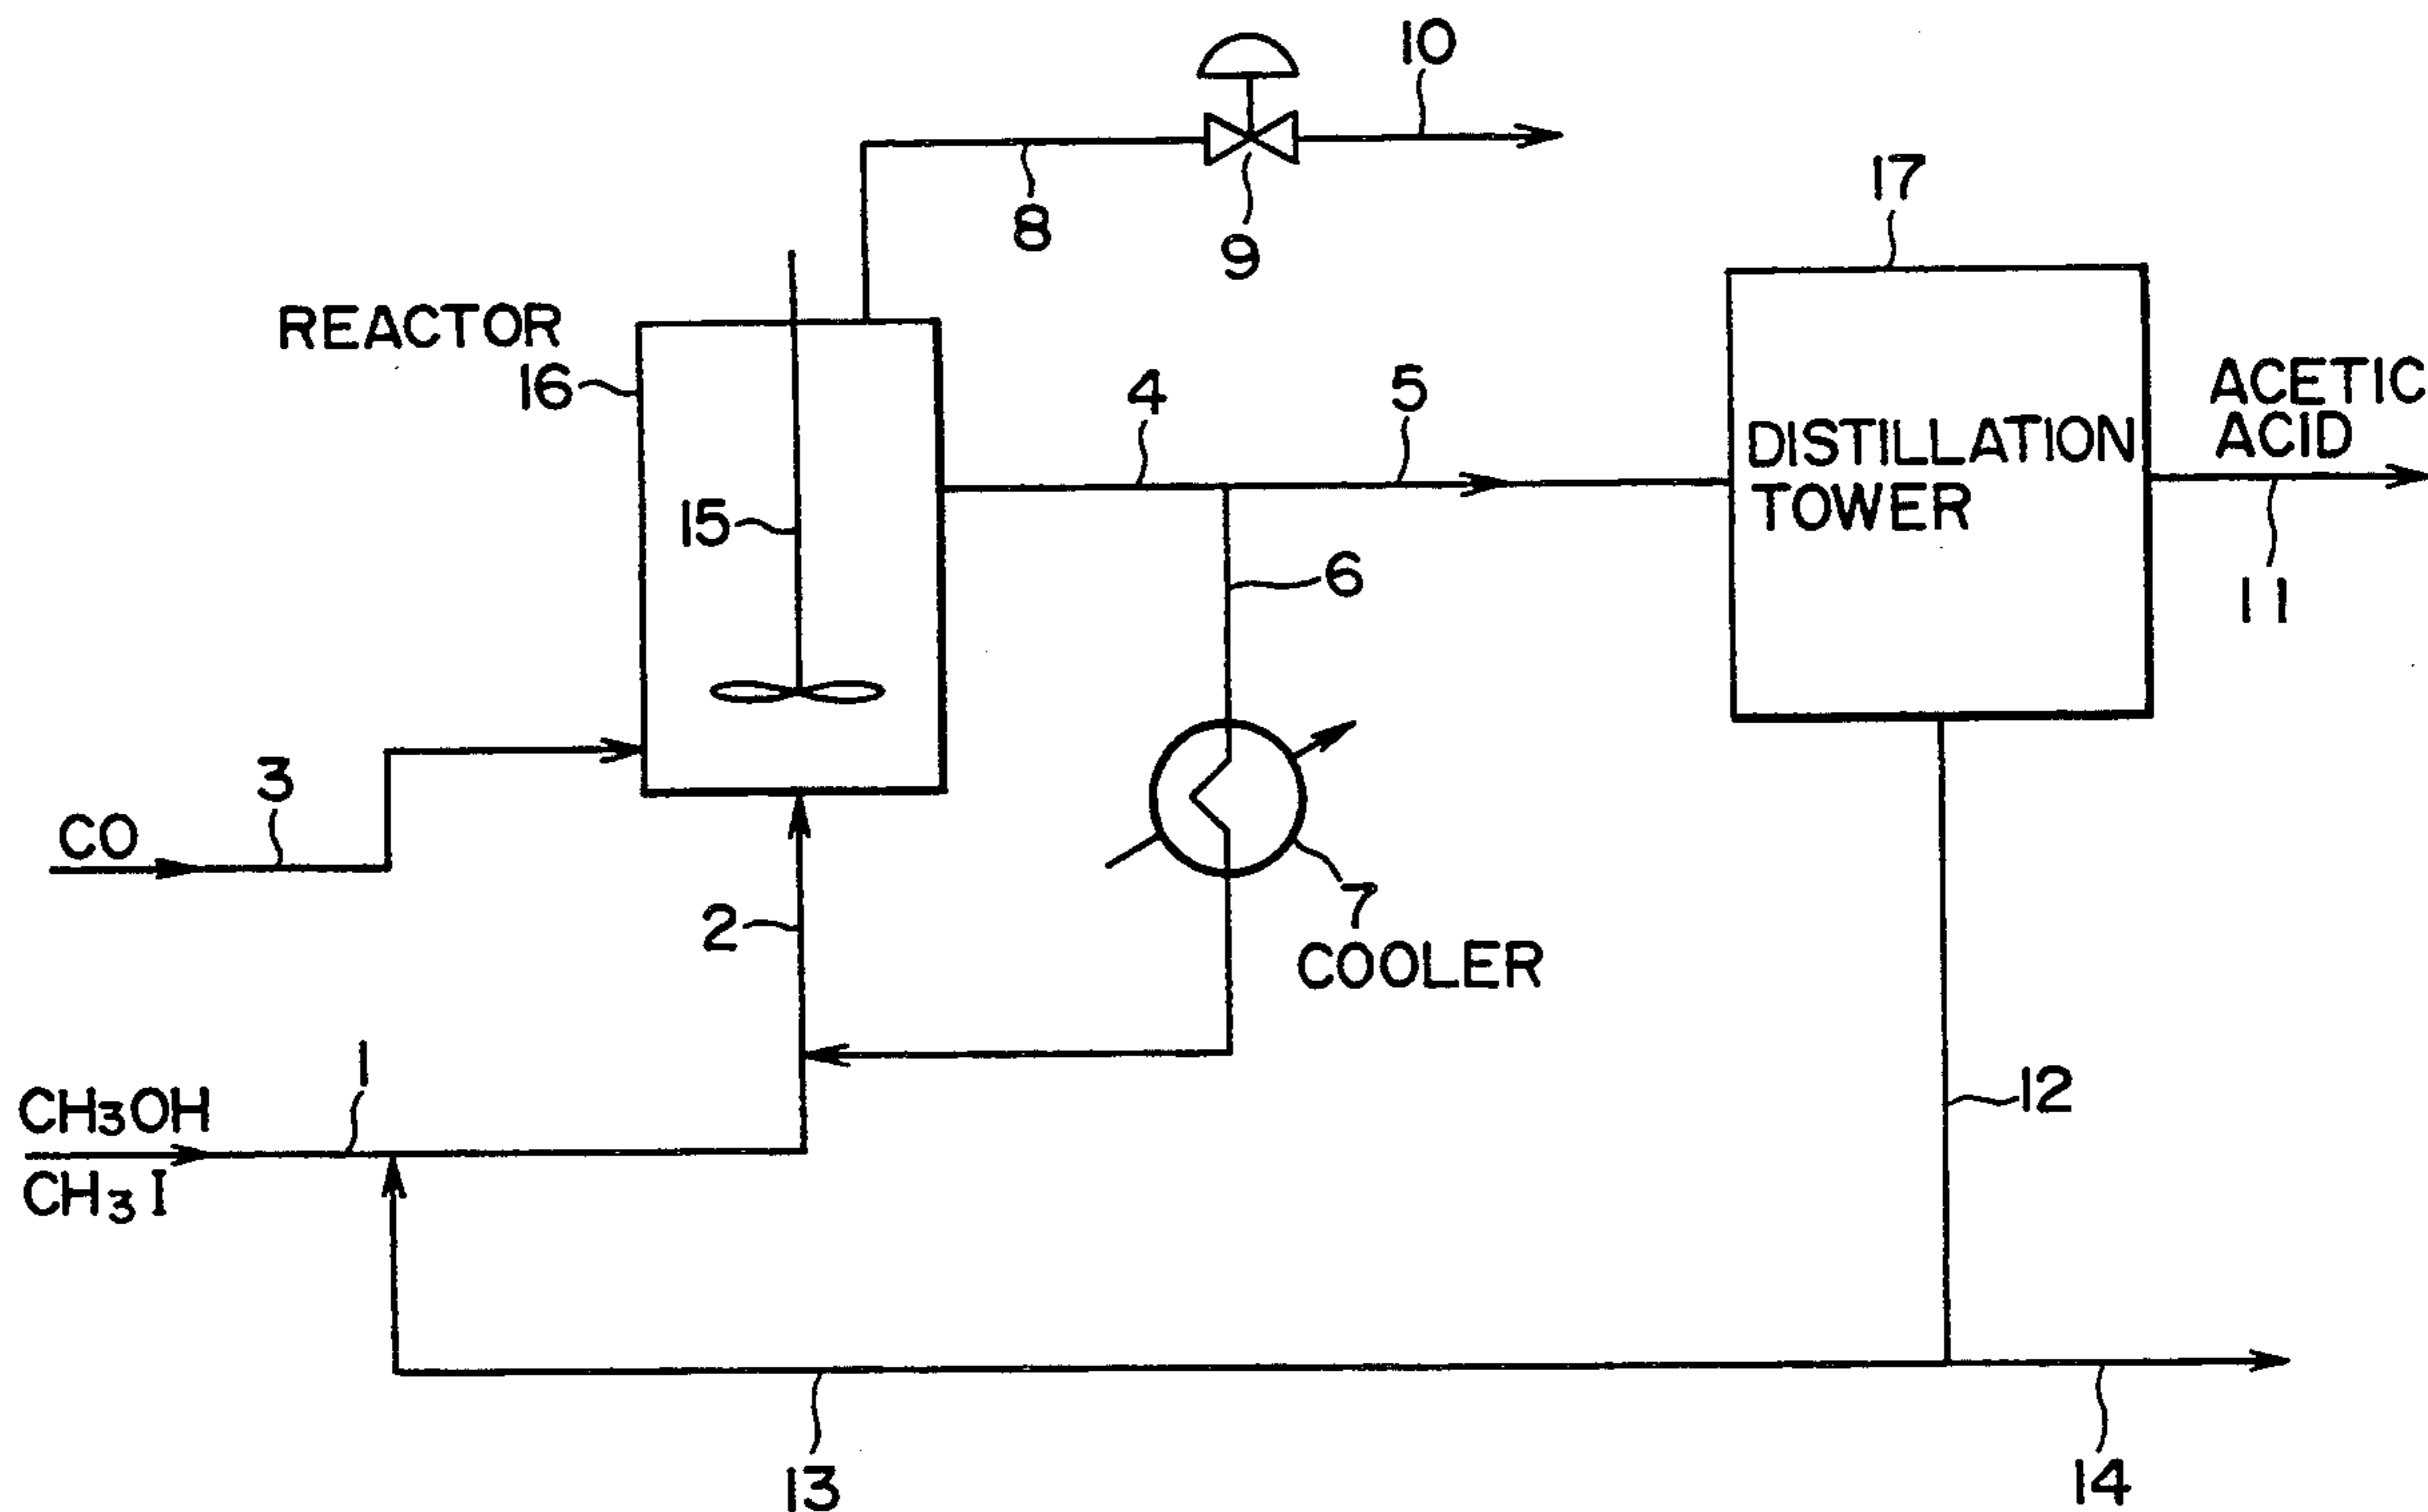 10
17
8
9
REACTOR
16
4
5
ACETIC
ACID
DISTILLATION
TOWER
15
6
11
3
CO
2
7
COOLER
1
CH3OH
CH3I
12
13
14